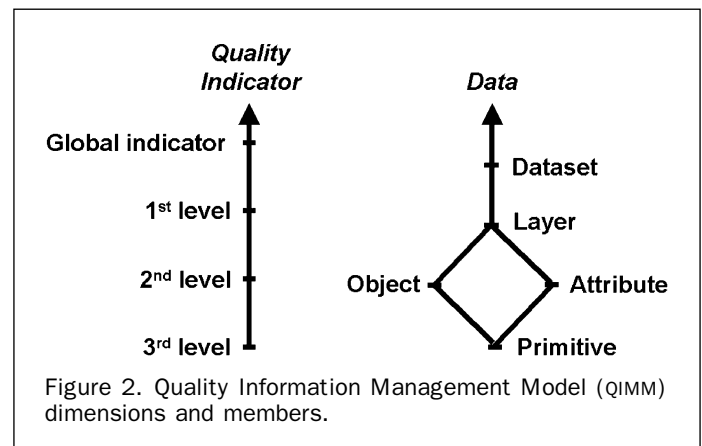 Quality
Indicator
Data
Global indicator
Dataset
1st level
Layer
2nd level
Object
Attribute
3rd level
Primitive
Figure 2. Quality Information Management Model (QIMM)
dimensions and members.